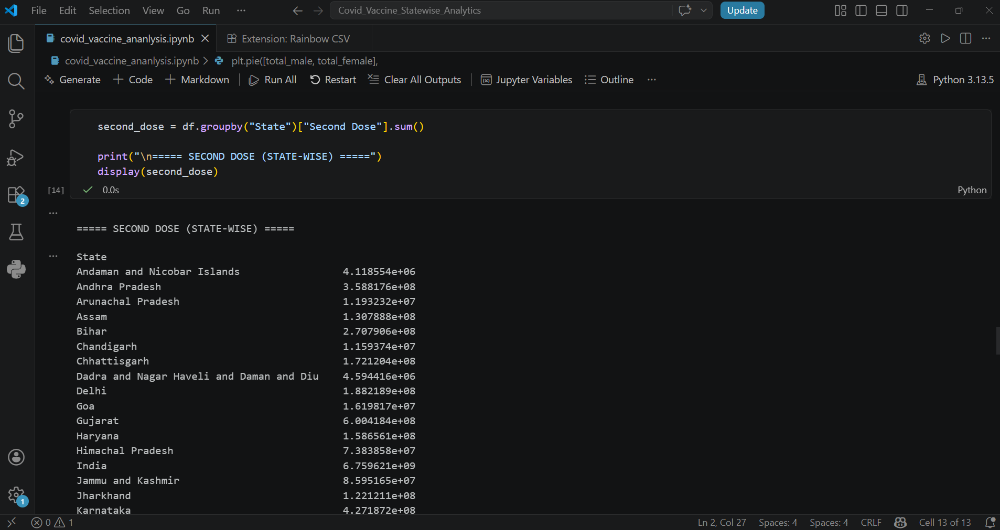 File Edit Selection View Go Run ··· Covid_Vaccine_Statewise_Analytics Update
covid_vaccine_ananlysis.ipynb Extension: Rainbow CSV
covid_vaccine_ananlysis.ipynb > plt.pie([total_male, total_female],
Generate + Code + Markdown Run All Restart Clear All Outputs Jupyter Variables Outline ··· Python 3.13.5
second_dose = df.groupby("State")["Second Dose"].sum()
print("\n===== SECOND DOSE (STATE-WISE) =====")
display(second_dose)
[14] 0.0s Python
===== SECOND DOSE (STATE-WISE) =====
State
Andaman and Nicobar Islands 4.118554e+06
Andhra Pradesh 3.588176e+08
Arunachal Pradesh 1.193232e+07
Assam 1.307888e+08
Bihar 2.707906e+08
Chandigarh 1.159374e+07
Chhattisgarh 1.721204e+08
Dadra and Nagar Haveli and Daman and Diu 4.594416e+06
Delhi 1.882189e+08
Goa 1.619817e+07
Gujarat 6.004184e+08
Haryana 1.586561e+08
Himachal Pradesh 7.383858e+07
India 6.759621e+09
Jammu and Kashmir 8.595165e+07
Jharkhand 1.221211e+08
Karnataka 4.271872e+08
2
1
0 1 Ln 2, Col 27 Spaces: 4 Spaces: 4 CRLF Cell 13 of 13